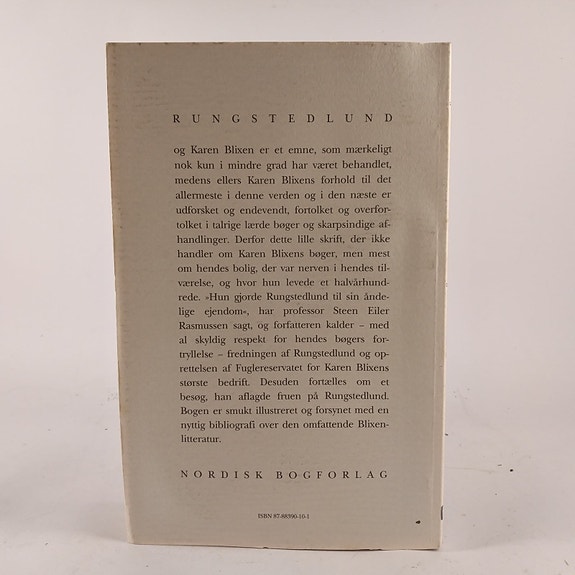 RUNGSTEDLUND
og Karen Blixen er et emne, som mærkeligt
nok kun i mindre grad har været behandlet,
medens ellers Karen Blixens forhold til det
allermeste i denne verden og i den næste er
udforsket og endevendt, fortolket og overfor-
tolket i talrige lærde bøger og skarpsindige af-
handlinger. Derfor dette lille skrift, der ikke
handler om Karen Blixens bøger, men mest
om hendes bolig, der var nerven i hendes til-
værelse, og hvor hun levede et halvårhund-
rede. »Hun gjorde Rungstedlund til sin ånde-
lige ejendom«, har professor Steen Eiler
Rasmussen sagt, og forfatteren kalder – med
al skyldig respekt for hendes bøgers for-
tryllelse – fredningen af Rungstedlund og op-
rettelsen af Fuglereservatet for Karen Blixens
største bedrift. Desuden fortælles om et
besøg, han aflagde fruen på Rungstedlund.
Bogen er smukt illustreret og forsynet med en
nyttig bibliografi over den omfattende Blixen-
litteratur.
NORDISK BOGFORLAG
ISBN 87-88390-10-1